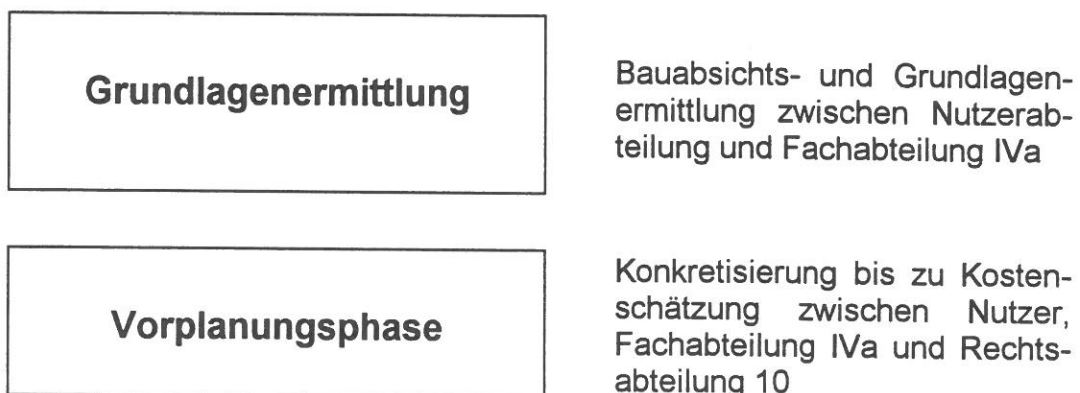 Grundlagenermittlung
Bauabsichts- und Grundlagen-
ermittlung zwischen Nutzerab-
teilung und Fachabteilung IVa
Vorplanungsphase
Konkretisierung bis zu Kosten-
schätzung zwischen Nutzer,
Fachabteilung IVa und Rechts-
abteilung 10